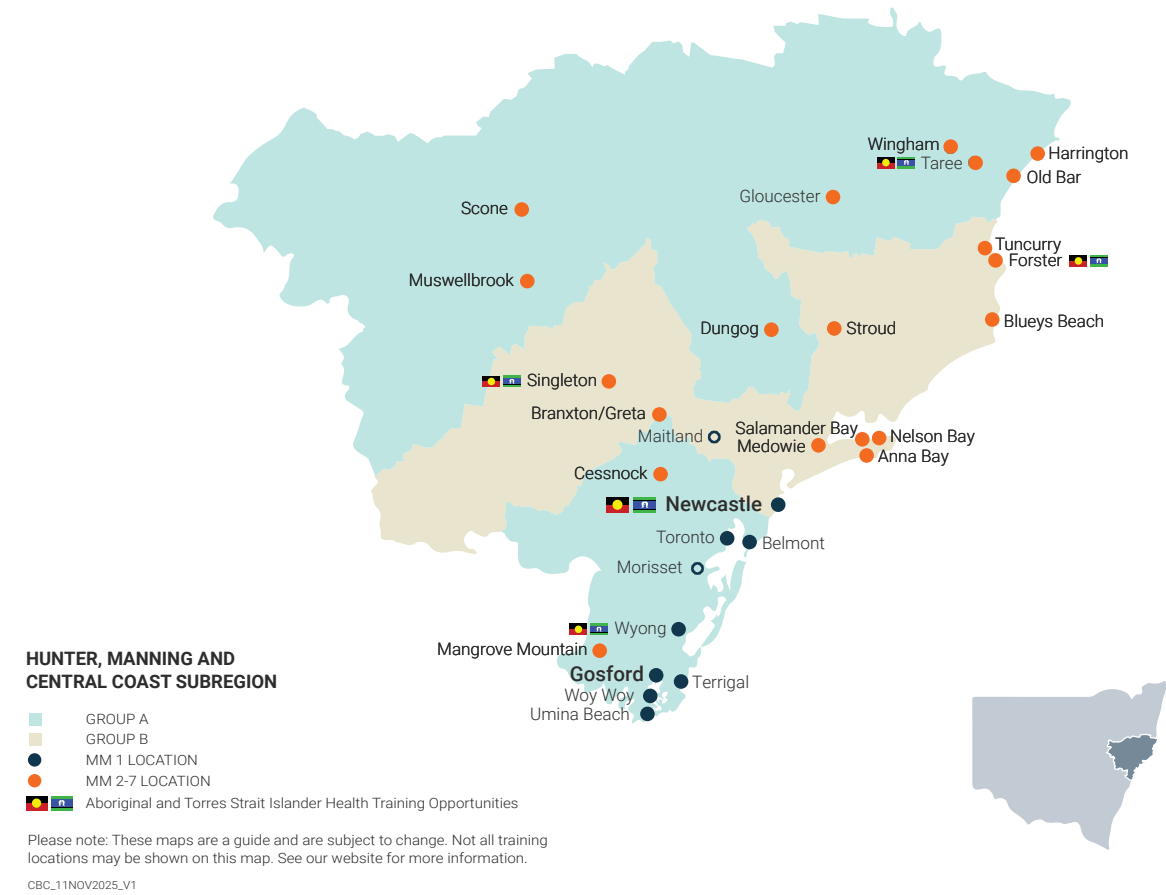 Wingham
Harrington
Taree
Old Bar
Gloucester
Scone
Tuncurry
Forster
Muswellbrook
Blueys Beach
Dungog
Stroud
Singleton
Branxton/Greta
Salamander Bay
Maitland
Nelson Bay
Medowie
Anna Bay
Cessnock
Newcastle
Toronto
Belmont
Morisset
Wyong
Mangrove Mountain
Gosford
Terrigal
Woy Woy
Umina Beach
HUNTER, MANNING AND
CENTRAL COAST SUBREGION
GROUP A
GROUP B
MM 1 LOCATION
MM 2-7 LOCATION
Aboriginal and Torres Strait Islander Health Training Opportunities
Please note: These maps are a guide and are subject to change. Not all training
locations may be shown on this map. See our website for more information.
CBC_11NOV2025_V1